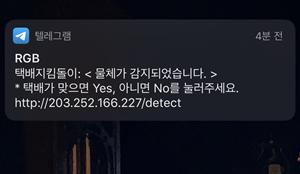 텔레그램 4분 전
RGB
택배지킴돌이: < 물체가 감지되었습니다. >
* 택배가 맞으면 Yes, 아니면 No를 눌러주세요.
http://203.252.166.227/detect